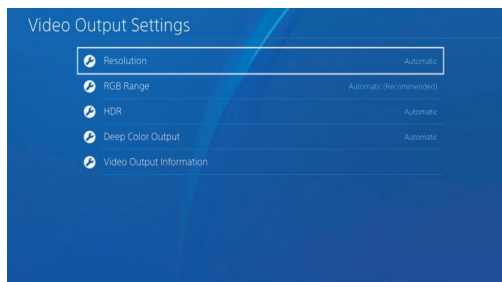 Video Output Settings
Resolution Automatic
RGB Range Automatic (Recommended)
HDR Automatic
Deep Color Output Automatic
Video Output Information